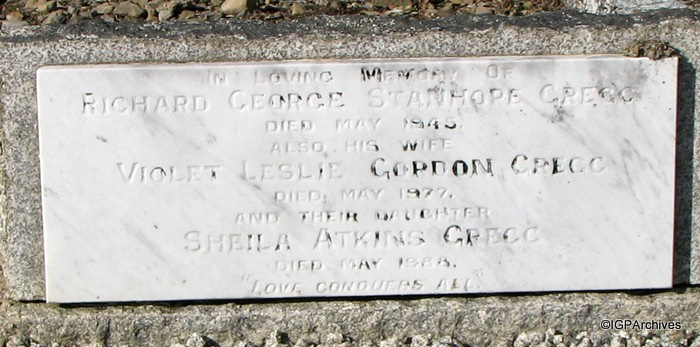 In Loving Memory Of
Richard George Stanhope Gregg
Died May 1945.
Also His Wife
Violet Leslie Gordon Gregg
Died May 1977.
And Their Daughter
Sheila Atkins Gregg
Died May 1988.
"Love Conquers All."
©IGPArchives